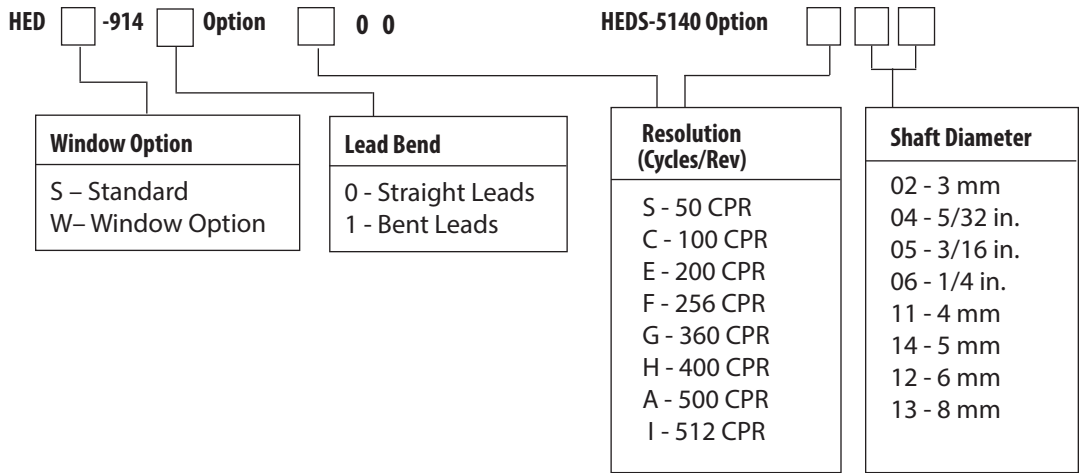 HED -914 Option 0 0 HEDS-5140 Option
Window Option
S – Standard
W– Window Option
Lead Bend
0 - Straight Leads
1 - Bent Leads
Resolution
(Cycles/Rev)
S - 50 CPR
C - 100 CPR
E - 200 CPR
F - 256 CPR
G - 360 CPR
H - 400 CPR
A - 500 CPR
I - 512 CPR
Shaft Diameter
02 - 3 mm
04 - 5/32 in.
05 - 3/16 in.
06 - 1/4 in.
11 - 4 mm
14 - 5 mm
12 - 6 mm
13 - 8 mm